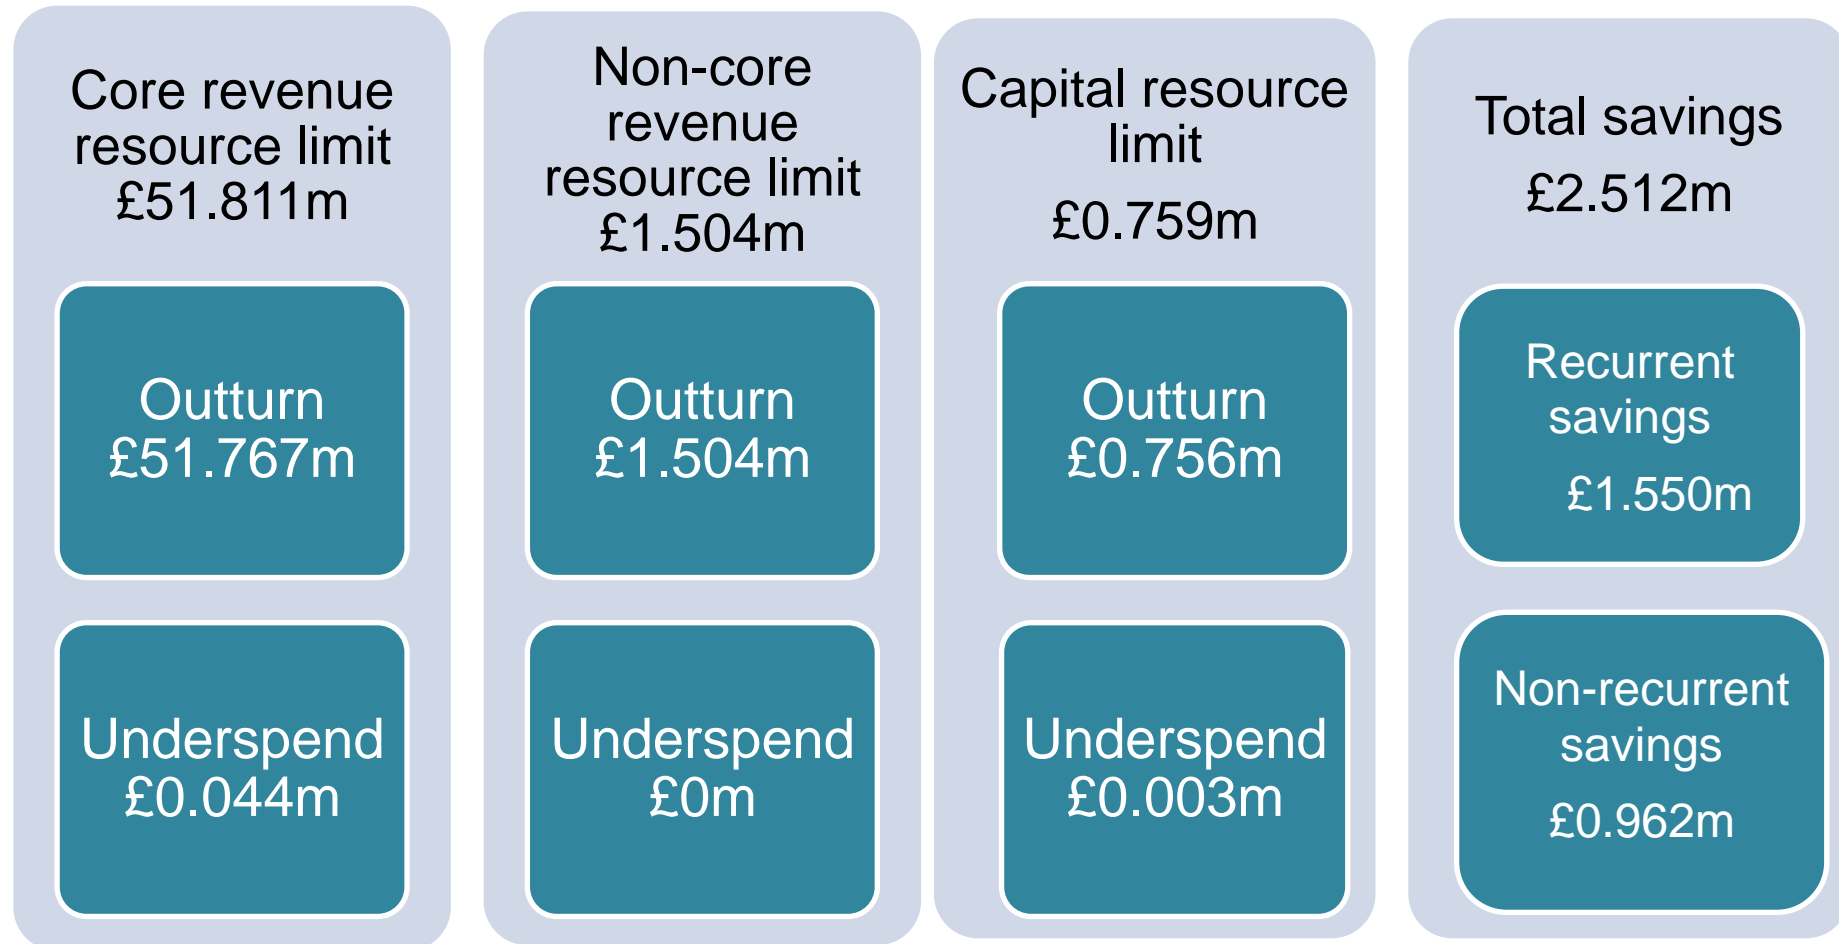 Core revenue
resource limit
£51.811m
Outturn
£51.767m
Underspend
£0.044m
Non-core
revenue
resource limit
£1.504m
Outturn
£1.504m
Underspend
£0m
Capital resource
limit
£0.759m
Outturn
£0.756m
Underspend
£0.003m
Total savings
£2.512m
Recurrent
savings
£1.550m
Non-recurrent
savings
£0.962m